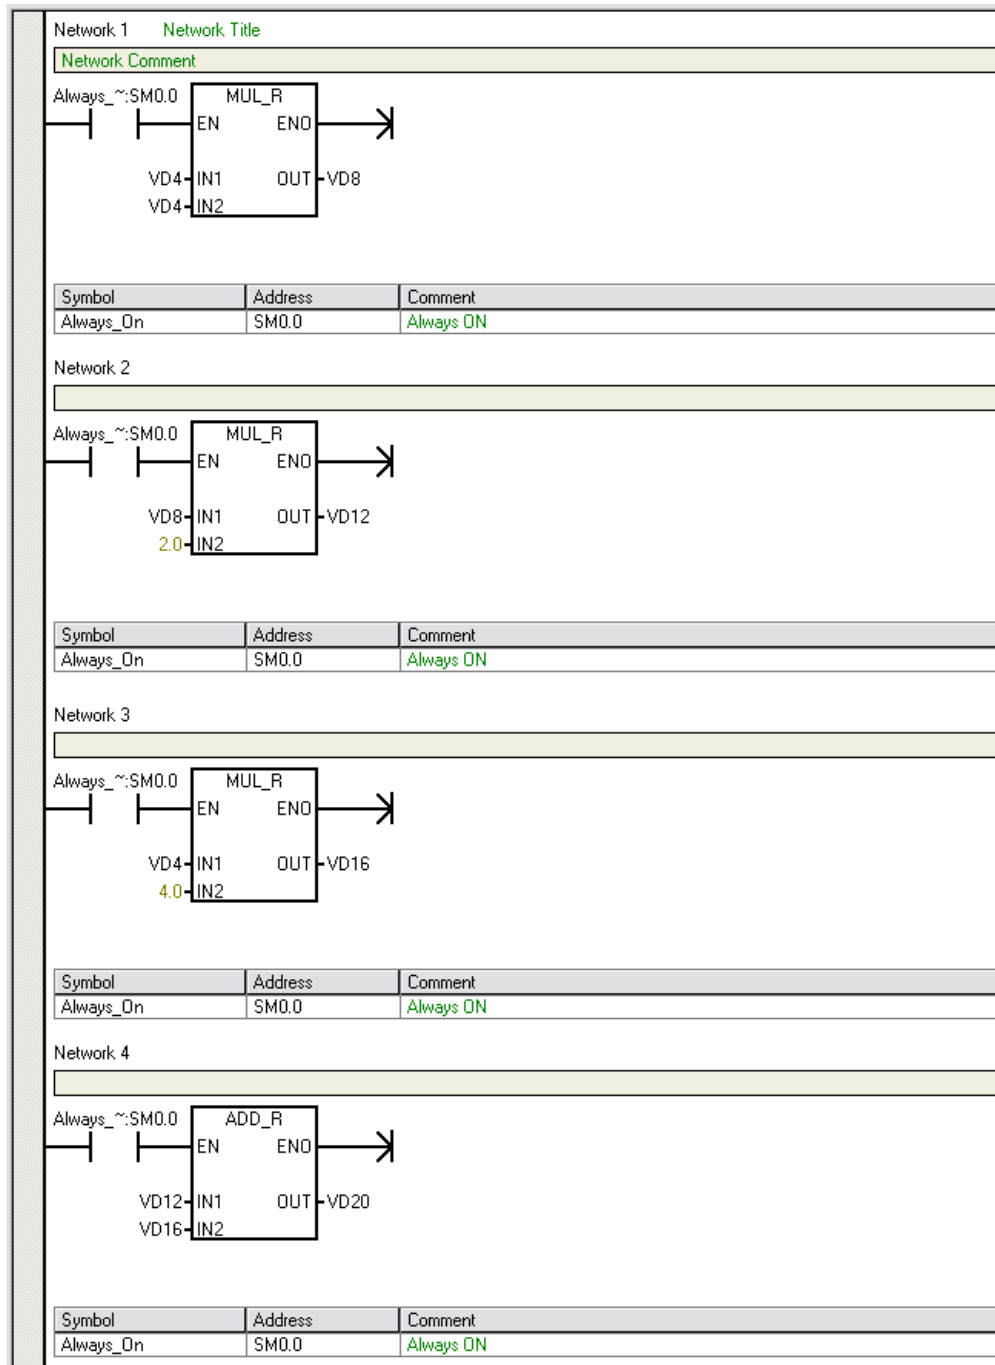 Network 1 Network Title
Network Comment
Always_~:SM0.0 MUL_R
EN ENO
VD4 IN1 OUT VD8
VD4 IN2
Symbol Address Comment
Always_On SM0.0 Always ON
Network 2
Always_~:SM0.0 MUL_R
EN ENO
VD8 IN1 OUT VD12
2.0 IN2
Symbol Address Comment
Always_On SM0.0 Always ON
Network 3
Always_~:SM0.0 MUL_R
EN ENO
VD4 IN1 OUT VD16
4.0 IN2
Symbol Address Comment
Always_On SM0.0 Always ON
Network 4
Always_~:SM0.0 ADD_R
EN ENO
VD12 IN1 OUT VD20
VD16 IN2
Symbol Address Comment
Always_On SM0.0 Always ON